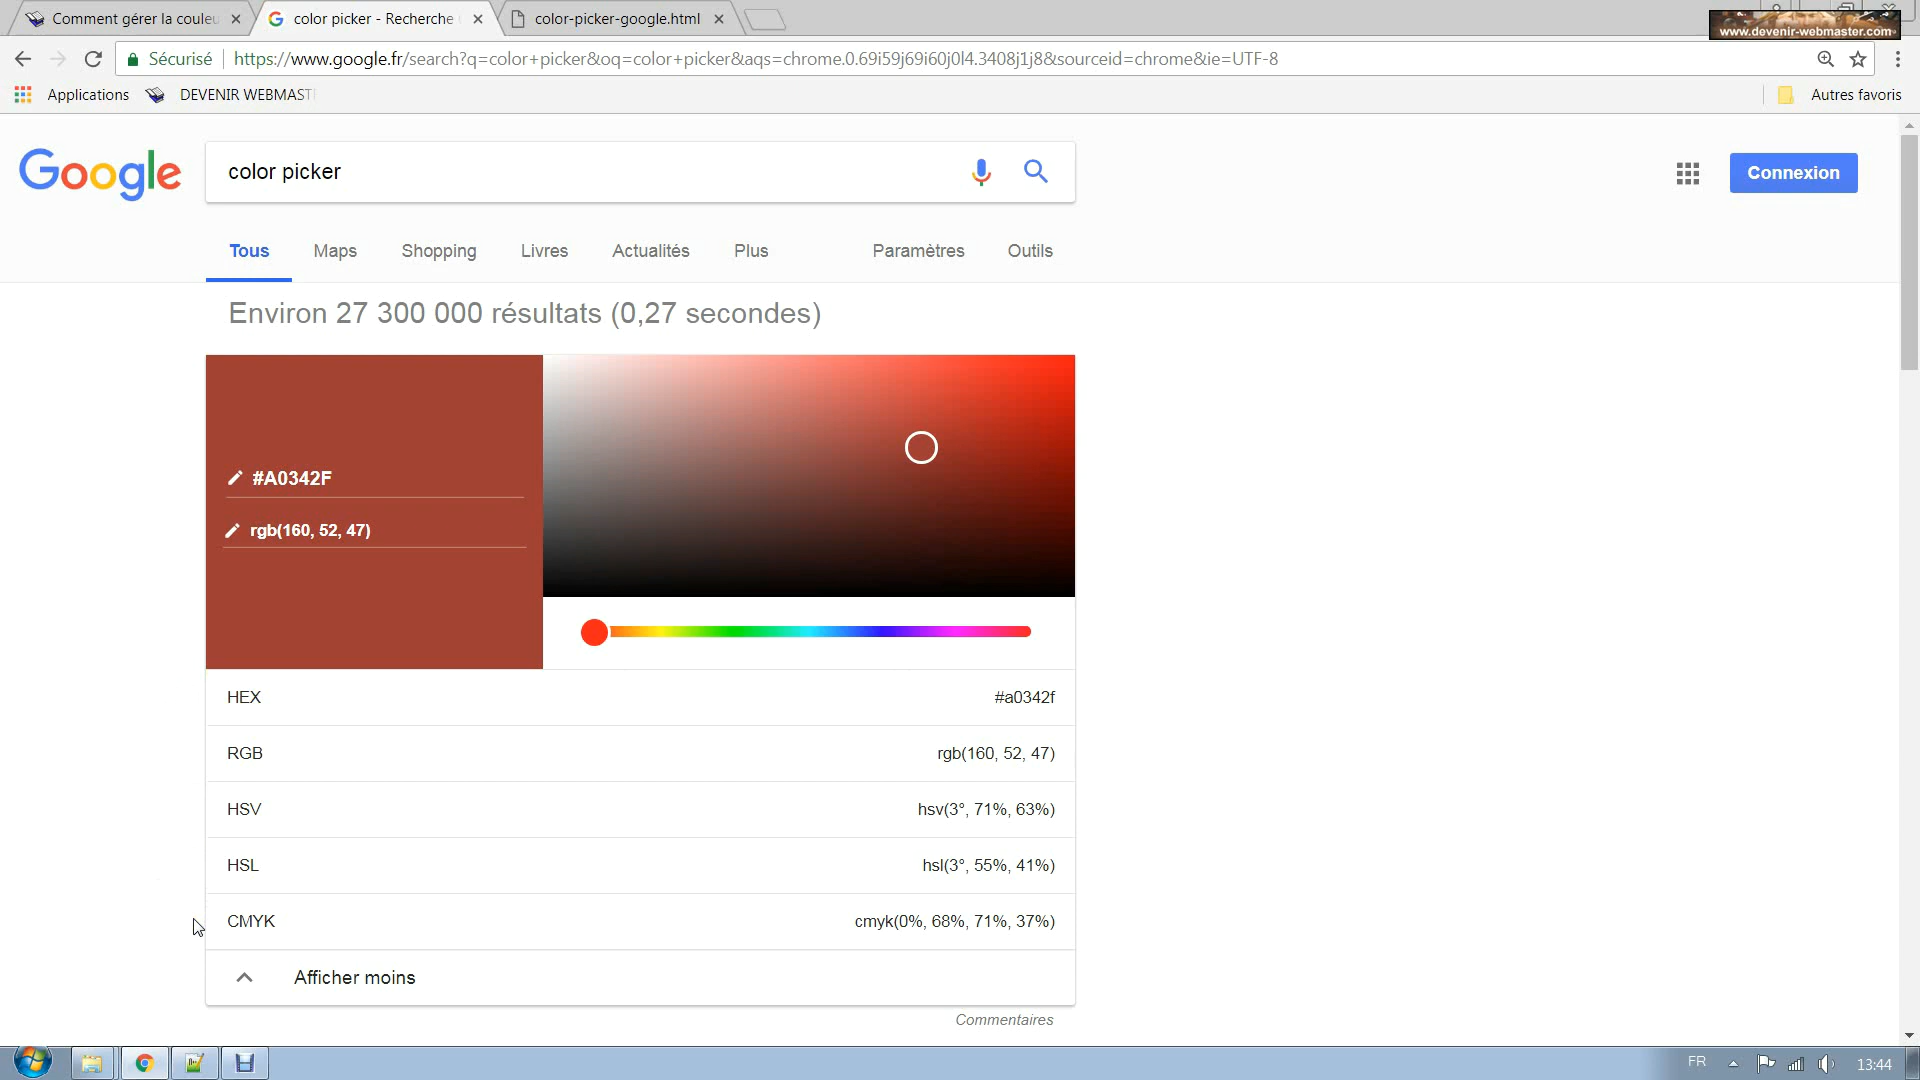 Comment gérer la couleu
color picker - Recherche
color-picker-google.html
www.devenir-webmaster.com
Sécurisé
https://www.google.fr/search?q=color+picker&oq=color+picker&aqs=chrome.0.69i59j69i60j0l4.3408j1j8&sourceid=chrome&ie=UTF-8
Applications
DEVENIR WEBMAST
Autres favoris
Google
color picker
Connexion
Tous
Maps
Shopping
Livres
Actualités
Plus
Paramètres
Outils
Environ 27 300 000 résultats (0,27 secondes)
#A0342F
rgb(160, 52, 47)
HEX
#a0342f
RGB
rgb(160, 52, 47)
HSV
hsv(3°, 71%, 63%)
HSL
hsl(3°, 55%, 41%)
CMYK
cmyk(0%, 68%, 71%, 37%)
Afficher moins
Commentaires
FR
13:44